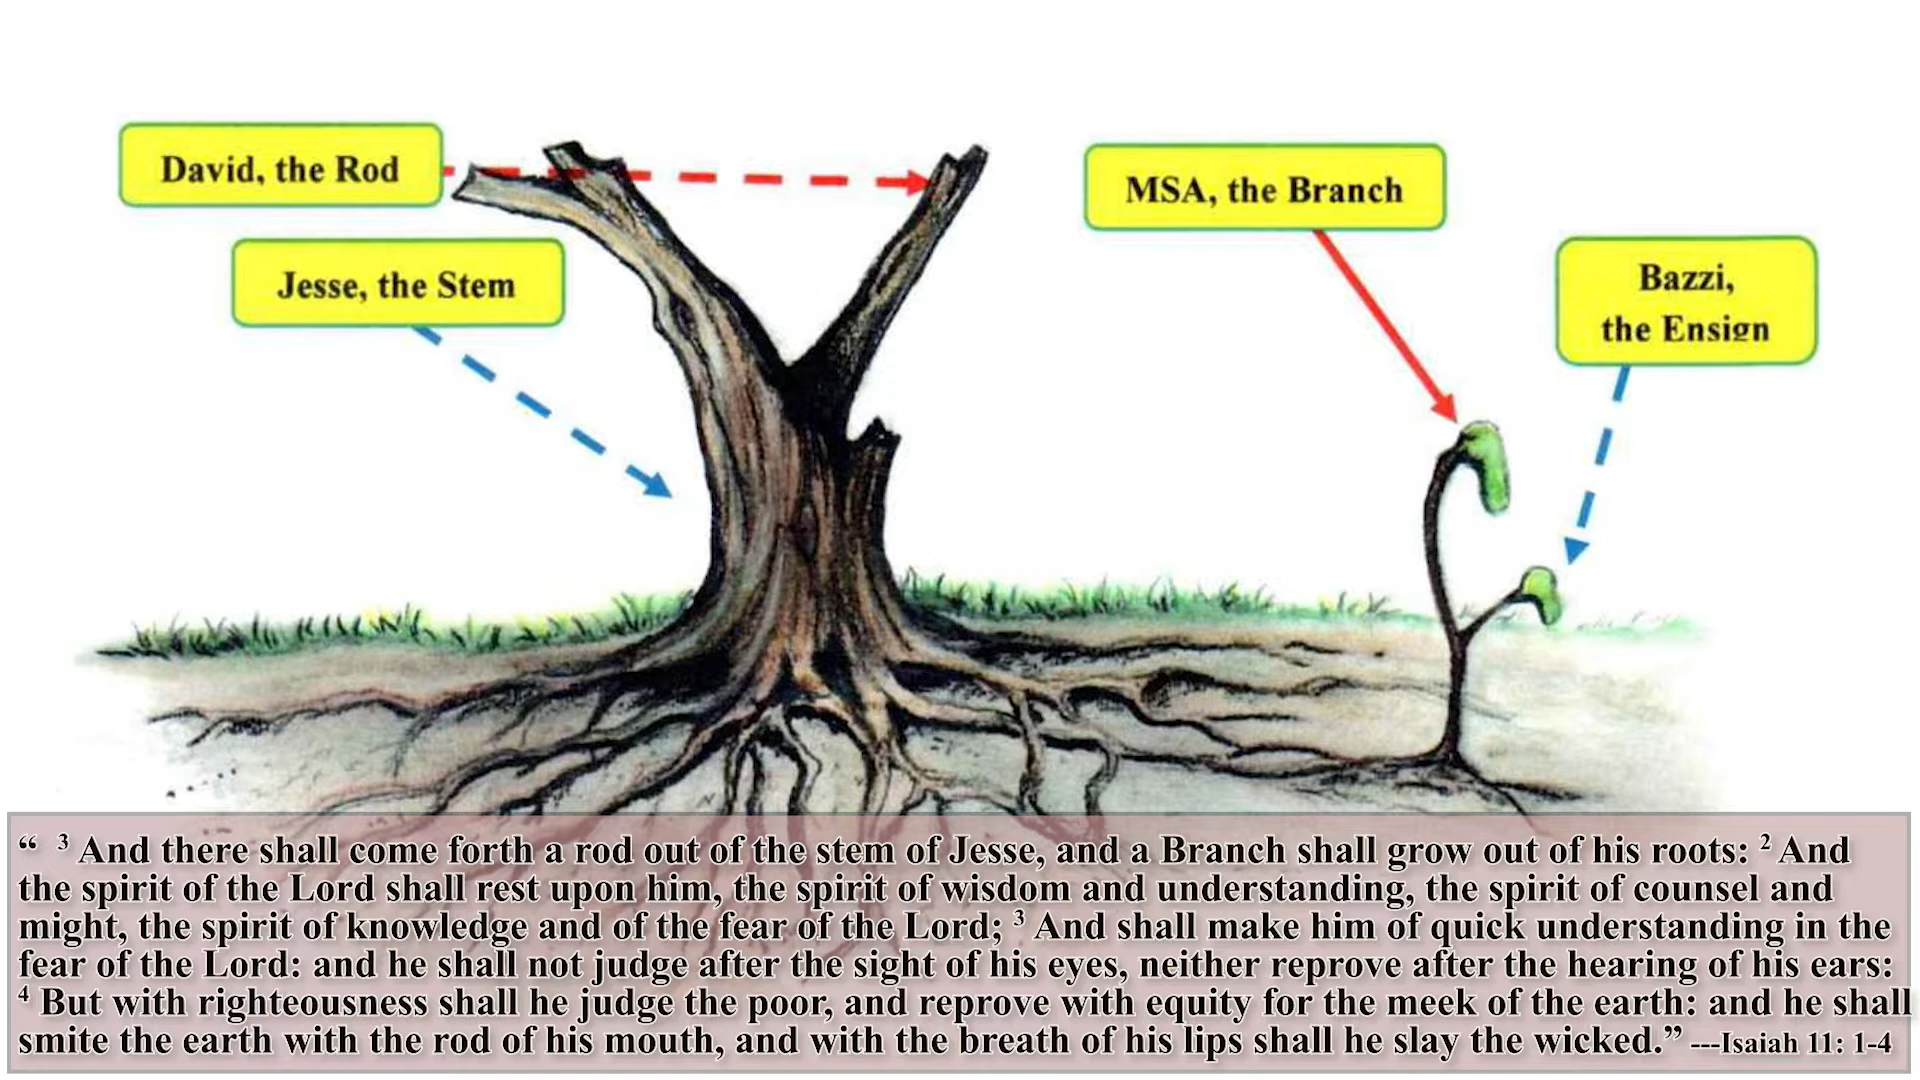 David, the Rod
MSA, the Branch
Jesse, the Stem
Bazzi,
the Ensign
“ 3 And there shall come forth a rod out of the stem of Jesse, and a Branch shall grow out of his roots: 2 And
the spirit of the Lord shall rest upon him, the spirit of wisdom and understanding, the spirit of counsel and
might, the spirit of knowledge and of the fear of the Lord; 3 And shall make him of quick understanding in the
fear of the Lord: and he shall not judge after the sight of his eyes, neither reprove after the hearing of his ears:
4 But with righteousness shall he judge the poor, and reprove with equity for the meek of the earth: and he shall
smite the earth with the rod of his mouth, and with the breath of his lips shall he slay the wicked.” ---Isaiah 11: 1-4